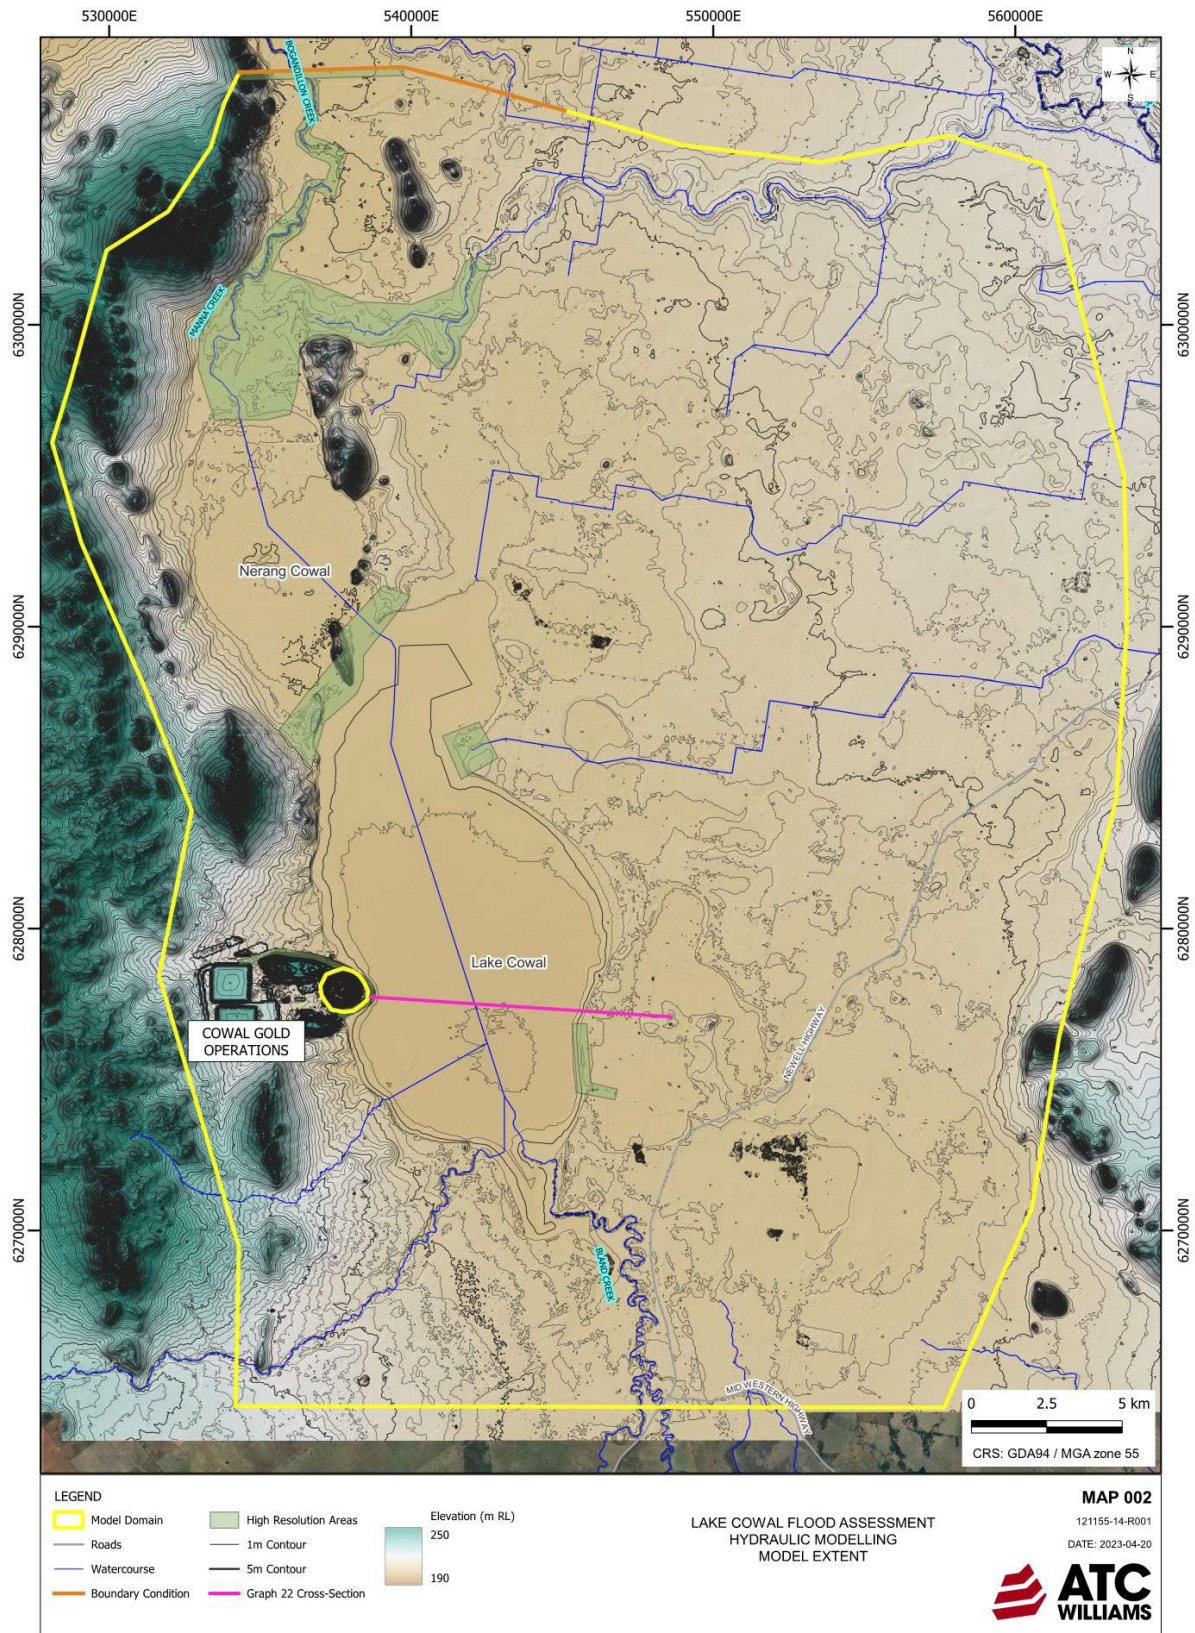 530000E
540000E
550000E
560000E
N
W
E
S
BOGANDILLON CREEK
MANNA CREEK
6300000N
6300000N
Nerang Cowal
6290000N
6290000N
6280000N
6280000N
Lake Cowal
COWAL GOLD
OPERATIONS
NEWELL HIGHWAY
6270000N
6270000N
BLAND CREEK
MID WESTERN HIGHWAY
0
2.5
5 km
CRS: GDA94 / MGA zone 55
LEGEND
Model Domain
Roads
Watercourse
Boundary Condition
High Resolution Areas
1m Contour
5m Contour
Graph 22 Cross-Section
Elevation (m RL)
250
190
LAKE COWAL FLOOD ASSESSMENT
HYDRAULIC MODELLING
MODEL EXTENT
MAP 002
121155-14-R001
DATE: 2023-04-20
ATC
WILLIAMS